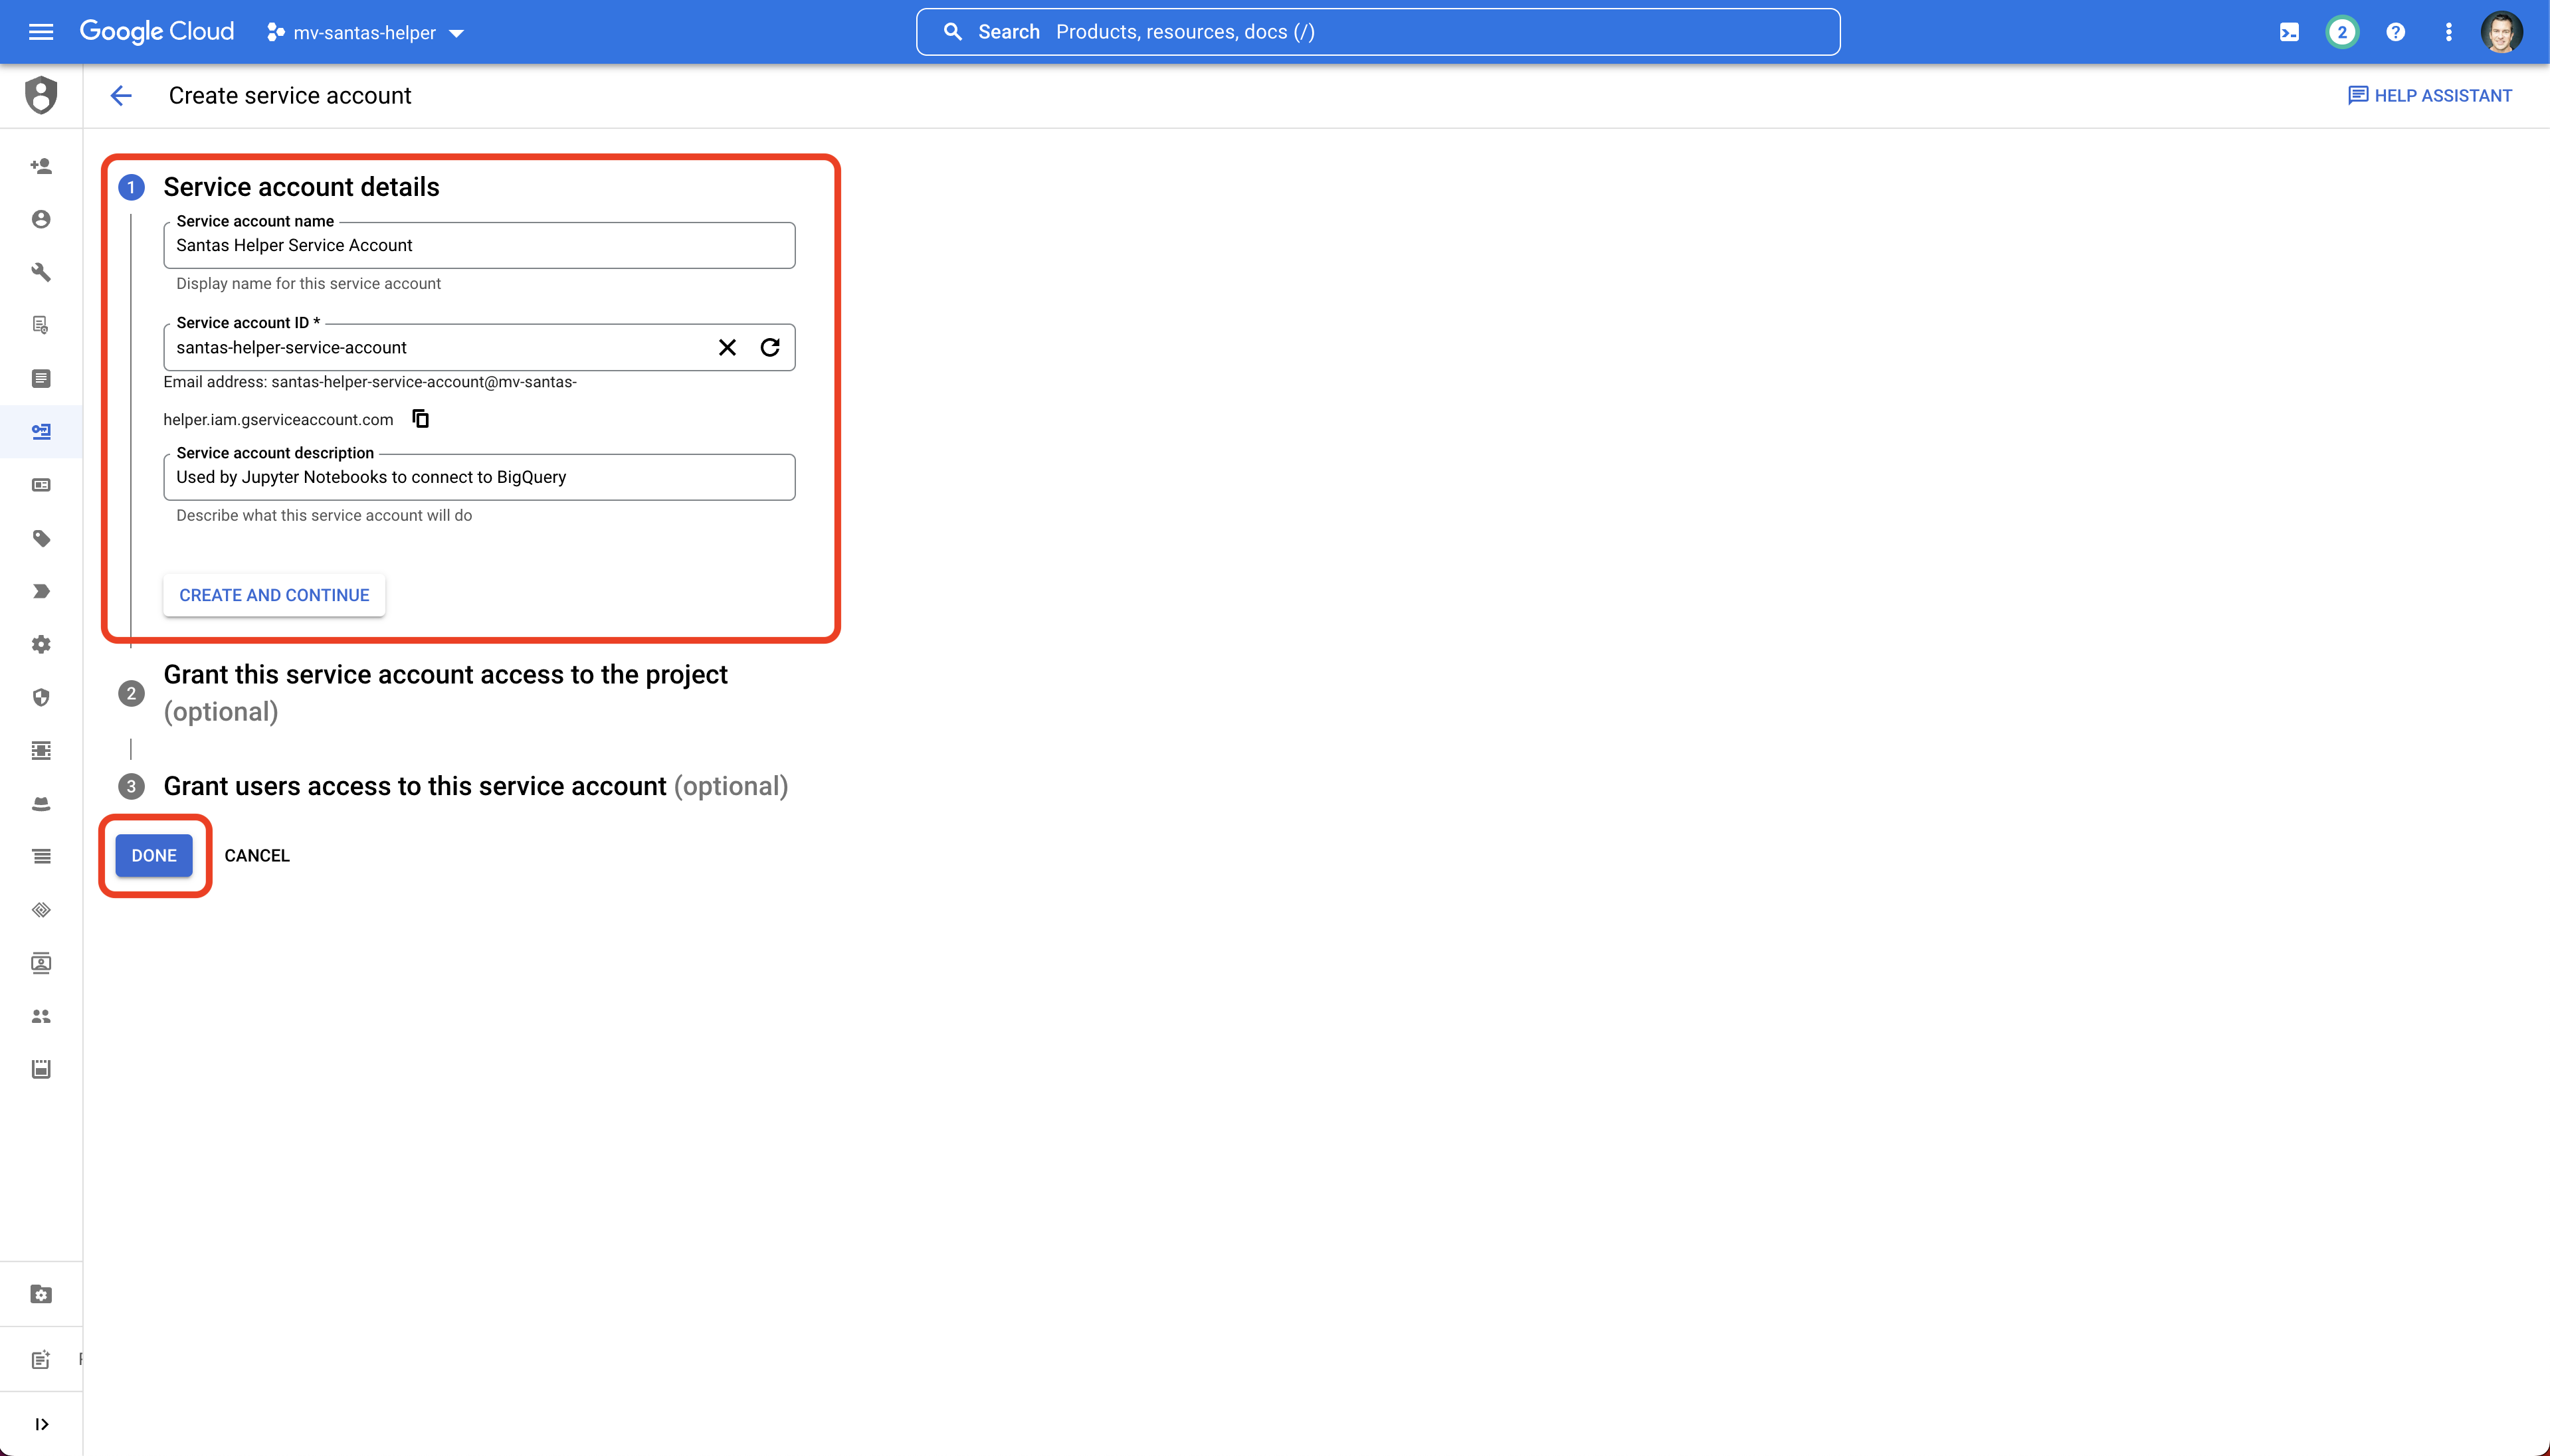 Google Cloud
mv-santas-helper
Search Products, resources, docs (/)
2
Create service account
HELP ASSISTANT
1 Service account details
Service account name
Santas Helper Service Account
Display name for this service account
Service account ID *
santas-helper-service-account
Email address: santas-helper-service-account@mv-santas-
helper.iam.gserviceaccount.com
Service account description
Used by Jupyter Notebooks to connect to BigQuery
Describe what this service account will do
CREATE AND CONTINUE
2 Grant this service account access to the project
(optional)
3 Grant users access to this service account (optional)
DONE CANCEL